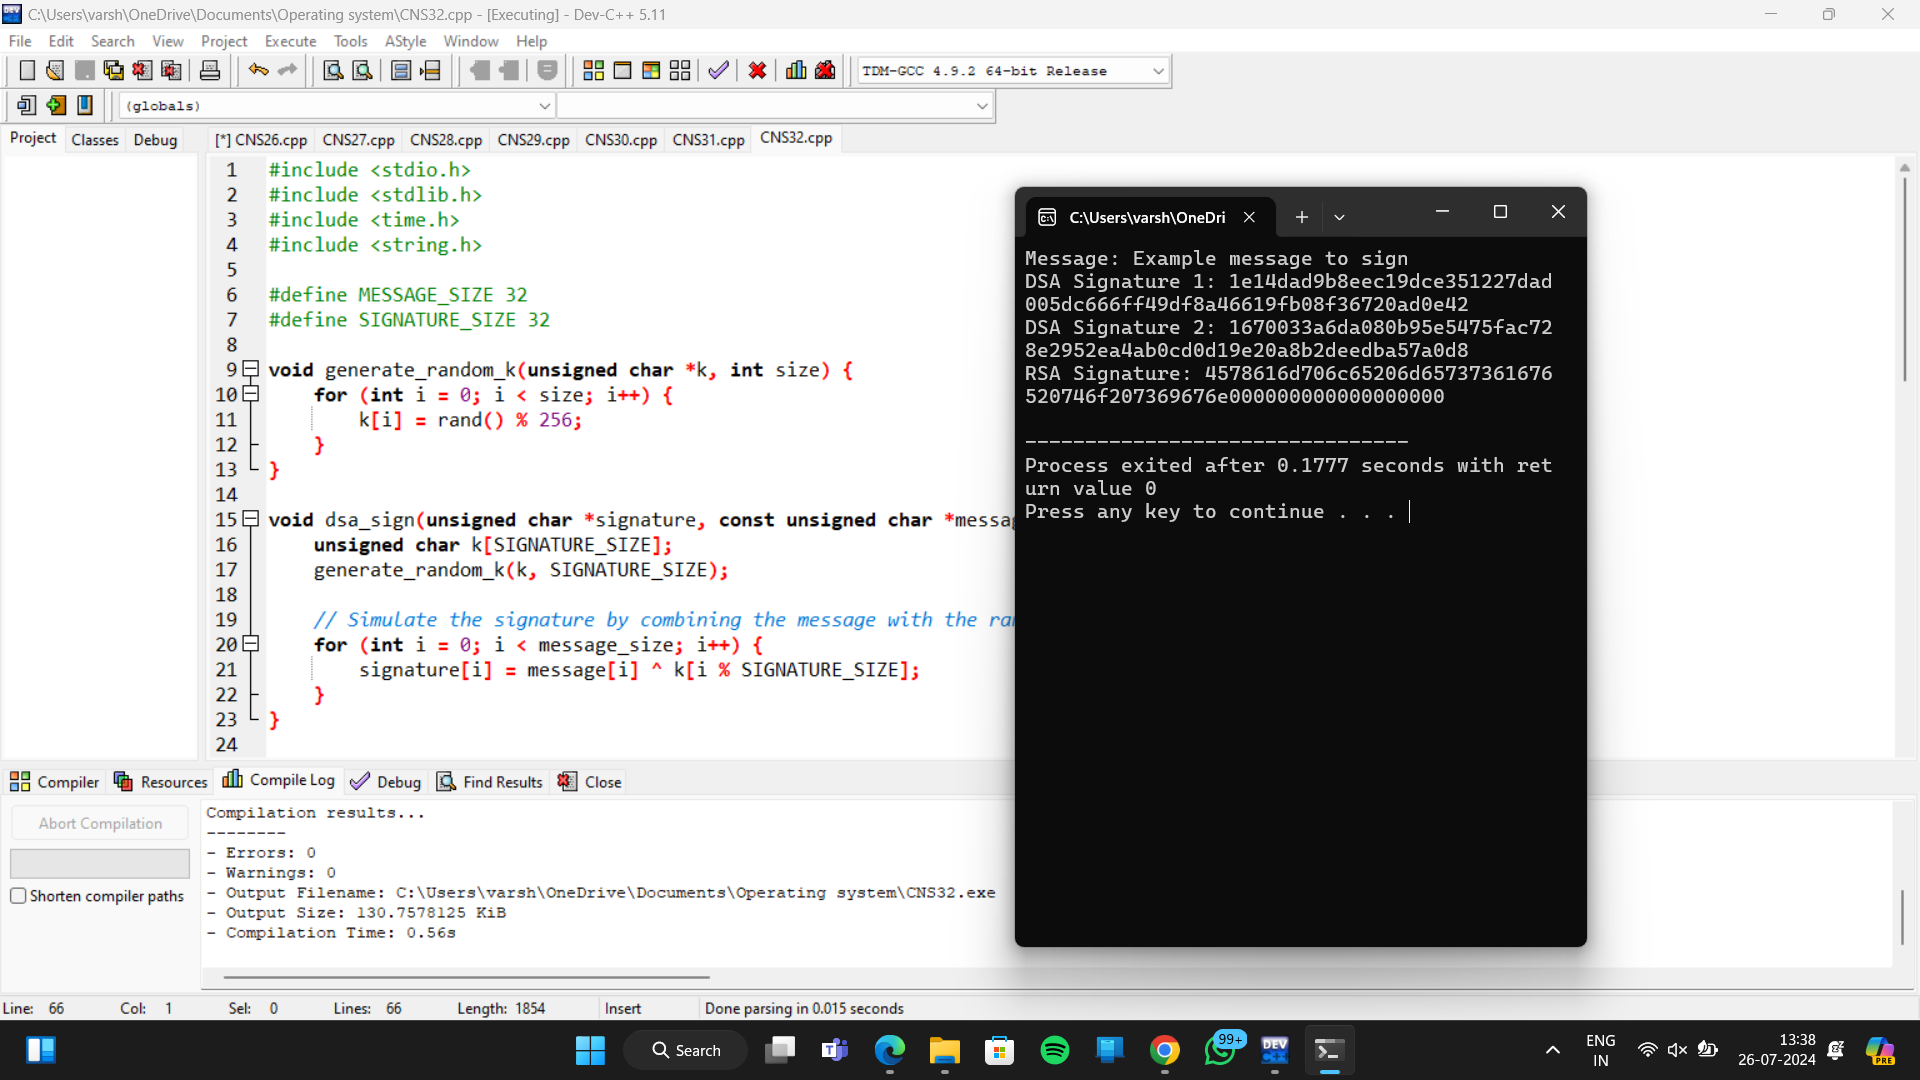 C:\Users\varsh\OneDrive\Documents\Operating system\CNS32.cpp - [Executing] - Dev-C++ 5.11
File Edit Search View Project Execute Tools AStyle Window Help
TDM-GCC 4.9.2 64-bit Release
(globals)
Project Classes Debug
[*] CNS26.cpp CNS27.cpp CNS28.cpp CNS29.cpp CNS30.cpp CNS31.cpp CNS32.cpp
1 #include <stdio.h>
2 #include <stdlib.h>
3 #include <time.h>
4 #include <string.h>
5
6 #define MESSAGE_SIZE 32
7 #define SIGNATURE_SIZE 32
8
9 void generate_random_k(unsigned char *k, int size) {
10 for (int i = 0; i < size; i++) {
11 k[i] = rand() % 256;
12 }
13 }
14
15 void dsa_sign(unsigned char *signature, const unsigned char *messag
16 unsigned char k[SIGNATURE_SIZE];
17 generate_random_k(k, SIGNATURE_SIZE);
18
19 // Simulate the signature by combining the message with the ra
20 for (int i = 0; i < message_size; i++) {
21 signature[i] = message[i] ^ k[i % SIGNATURE_SIZE];
22 }
23 }
24
C:\Users\varsh\OneDri
Message: Example message to sign
DSA Signature 1: 1e14dad9b8eec19dce351227dad
005dc666ff49df8a46619fb08f36720ad0e42
DSA Signature 2: 1670033a6da080b95e5475fac72
8e2952ea4ab0cd0d19e20a8b2deedba57a0d8
RSA Signature: 4578616d706c65206d65737361676
520746f207369676e000000000000000000
--------------------------------
Process exited after 0.1777 seconds with ret
urn value 0
Press any key to continue . . .
Compiler Resources Compile Log Debug Find Results Close
Abort Compilation
Shorten compiler paths
Compilation results...
--------
- Errors: 0
- Warnings: 0
- Output Filename: C:\Users\varsh\OneDrive\Documents\Operating system\CNS32.exe
- Output Size: 130.7578125 KiB
- Compilation Time: 0.56s
Line: 66 Col: 1 Sel: 0 Lines: 66 Length: 1854 Insert Done parsing in 0.015 seconds
Search
99+
DEV
ENG
IN
13:38
26-07-2024
PRE